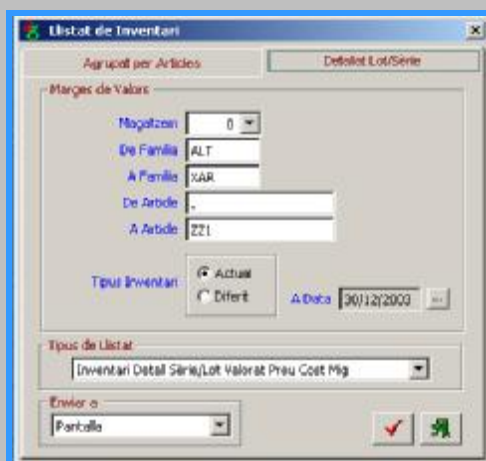 Llistat de Inventari
Agrupat per Articles
Detallat Lot/Sèrie
Marges de Valors
Magatzem 0
De Familia ALT
A Familia XAR
De Article .
A Article ZZ1
Tipus Inventari
Actual
Diferit
A Data 30/12/2003 ...
Tipus de Llistat
Inventari Detall Sèrie/Lot Valorat Preu Cost Mig
Enviar a
Pantalla